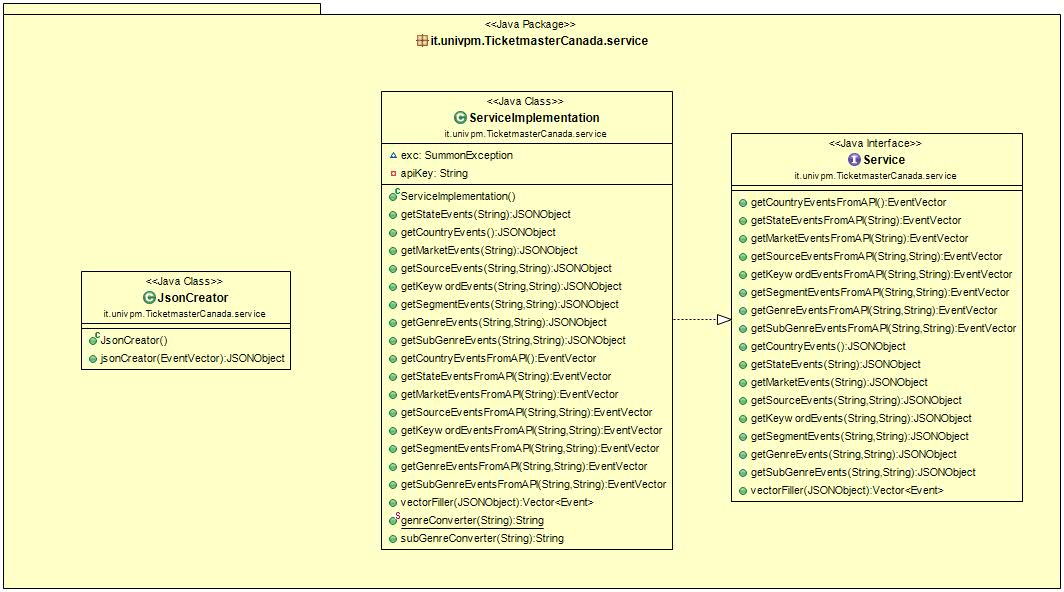 <<Java Package>>
it.univpm.TicketmasterCanada.service
<<Java Class>>
JsonCreator
it.univpm.TicketmasterCanada.service
JsonCreator()
jsonCreator(EventVector):JSONObject
<<Java Class>>
ServiceImplementation
it.univpm.TicketmasterCanada.service
exc: SummonException
apiKey: String
ServiceImplementation()
getStateEvents(String):JSONObject
getCountryEvents():JSONObject
getMarketEvents(String):JSONObject
getSourceEvents(String,String):JSONObject
getKeywordEvents(String,String):JSONObject
getSegmentEvents(String,String):JSONObject
getGenreEvents(String,String):JSONObject
getSubGenreEvents(String,String):JSONObject
getCountryEventsFromAPI():EventVector
getStateEventsFromAPI(String):EventVector
getMarketEventsFromAPI(String):EventVector
getSourceEventsFromAPI(String,String):EventVector
getKeywordEventsFromAPI(String,String):EventVector
getSegmentEventsFromAPI(String,String):EventVector
getGenreEventsFromAPI(String,String):EventVector
getSubGenreEventsFromAPI(String,String):EventVector
vectorFiller(JSONObject):Vector<Event>
genreConverter(String):String
subGenreConverter(String):String
<<Java Interface>>
Service
it.univpm.TicketmasterCanada.service
getCountryEventsFromAPI():EventVector
getStateEventsFromAPI(String):EventVector
getMarketEventsFromAPI(String):EventVector
getSourceEventsFromAPI(String,String):EventVector
getKeywordEventsFromAPI(String,String):EventVector
getSegmentEventsFromAPI(String,String):EventVector
getGenreEventsFromAPI(String,String):EventVector
getSubGenreEventsFromAPI(String,String):EventVector
getCountryEvents():JSONObject
getStateEvents(String):JSONObject
getMarketEvents(String):JSONObject
getSourceEvents(String,String):JSONObject
getKeywordEvents(String,String):JSONObject
getSegmentEvents(String,String):JSONObject
getGenreEvents(String,String):JSONObject
getSubGenreEvents(String,String):JSONObject
vectorFiller(JSONObject):Vector<Event>